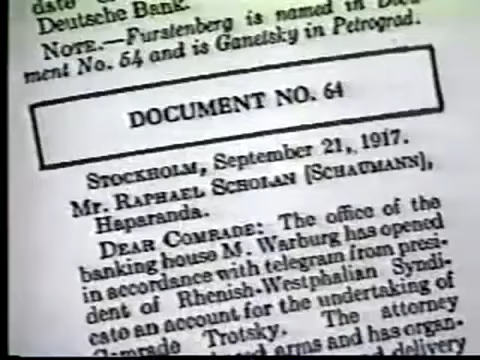 Deutsche Bank.
NOTE.—Furstenberg is named in
ment No. 54 and is Ganetsky in Petrograd.
DOCUMENT NO. 64
STOCKHOLM, September 21, 1917.
Mr. RAPHAEL SCHOLAN [SCHAUMANN],
Haparanda.
DEAR COMRADE: The office of the
banking house M. Warburg has opened
in accordance with telegram from presi-
dent of Rhenish-Westphalian Syndi-
cate an account for the undertaking of
Comrade Trotsky. The attorney
arms and has organ-
delivery